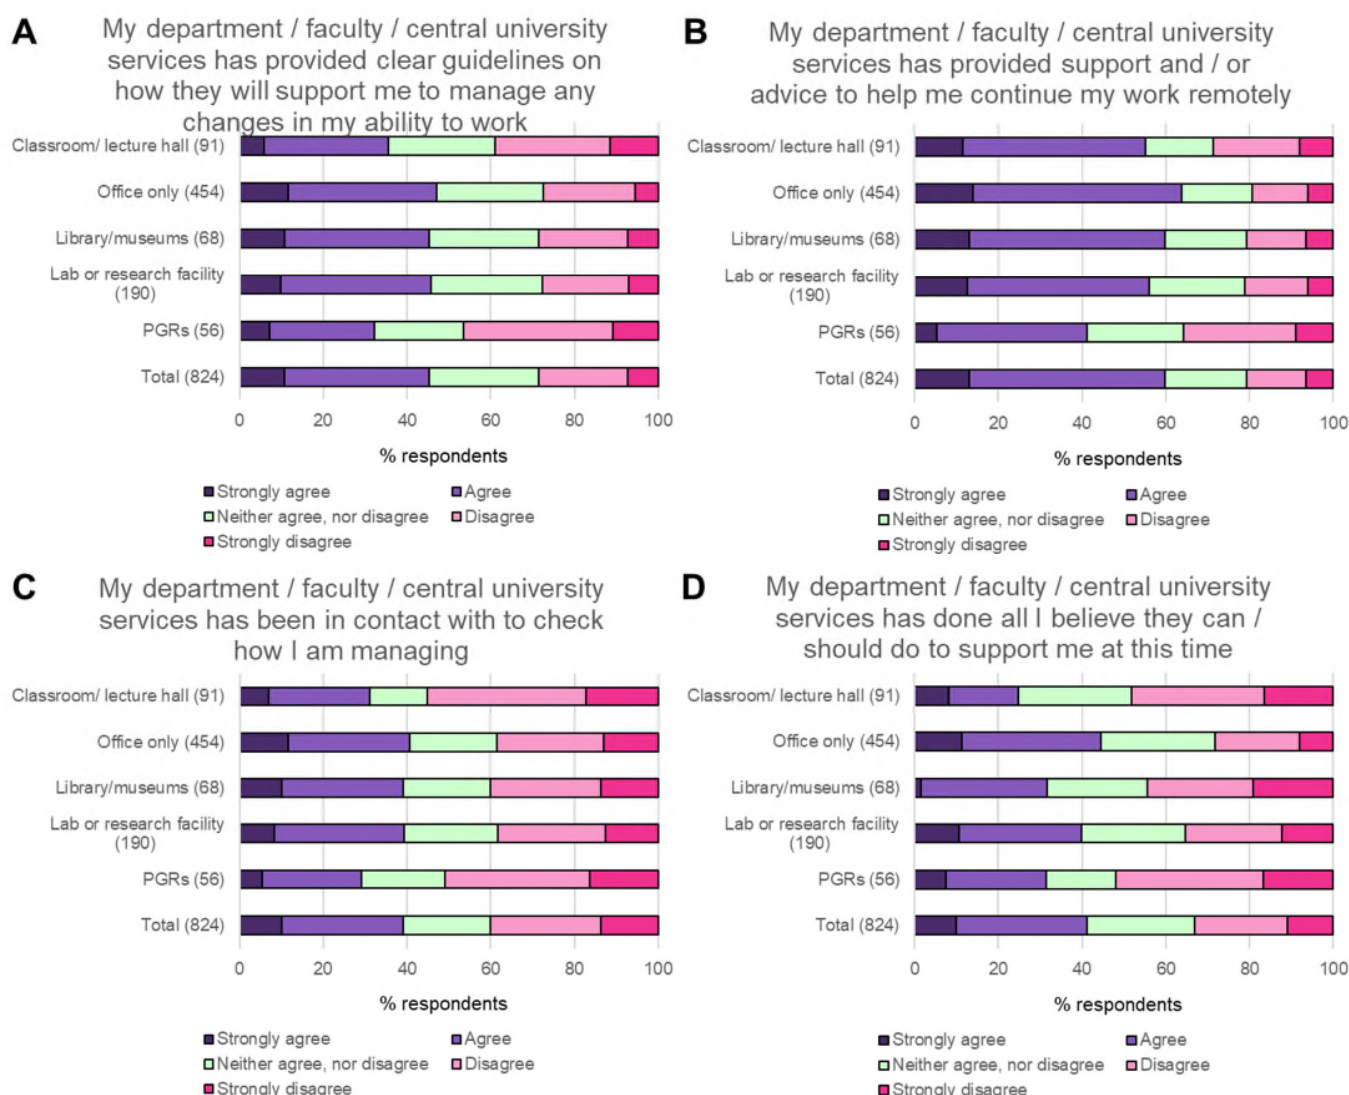 A
My department / faculty / central university
services has provided clear guidelines on
how they will support me to manage any
changes in my ability to work
Classroom/ lecture hall (91)
Office only (454)
Library/museums (68)
Lab or research facility
(190)
PGRs (56)
Total (824)
0 20 40 60 80 100
% respondents
Strongly agree Agree
Neither agree, nor disagree Disagree
Strongly disagree
B
My department / faculty / central university
services has provided support and / or
advice to help me continue my work remotely
Classroom/ lecture hall (91)
Office only (454)
Library/museums (68)
Lab or research facility
(190)
PGRs (56)
Total (824)
0 20 40 60 80 100
% respondents
Strongly agree Agree
Neither agree, nor disagree Disagree
Strongly disagree
C
My department / faculty / central university
services has been in contact with to check
how I am managing
Classroom/ lecture hall (91)
Office only (454)
Library/museums (68)
Lab or research facility
(190)
PGRs (56)
Total (824)
0 20 40 60 80 100
% respondents
Strongly agree Agree
Neither agree, nor disagree Disagree
Strongly disagree
D
My department / faculty / central university
services has done all I believe they can /
should do to support me at this time
Classroom/ lecture hall (91)
Office only (454)
Library/museums (68)
Lab or research facility
(190)
PGRs (56)
Total (824)
0 20 40 60 80 100
% respondents
Strongly agree Agree
Neither agree, nor disagree Disagree
Strongly disagree